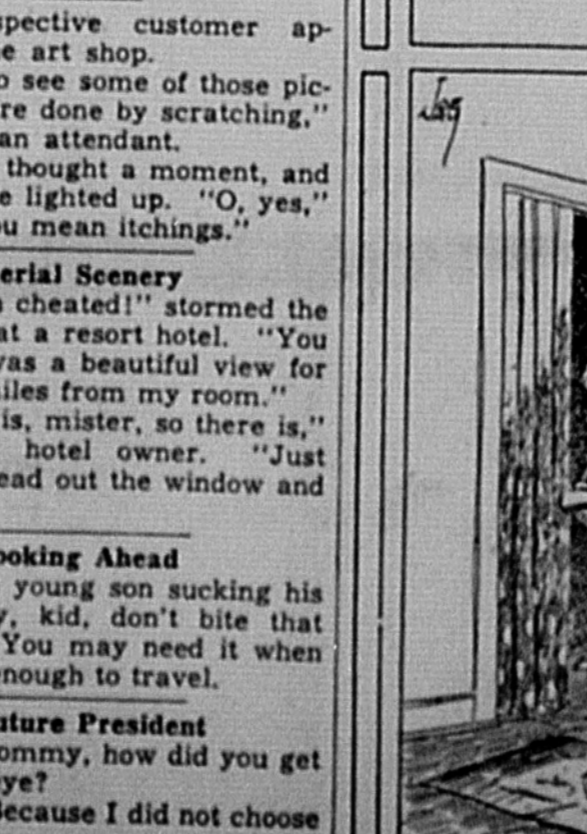 spective customer ap-
e art shop.
o see some of those pic-
re done by scratching,"
an attendant.
thought a moment, and
e lighted up. "O, yes,"
ou mean itchings."
erial Scenery
cheated!" stormed the
at a resort hotel. "You
was a beautiful view for
iles from my room."
is, mister, so there is,"
hotel owner. "Just
ead out the window and
ooking Ahead
young son sucking his
y, kid, don't bite that
You may need it when
enough to travel.
uture President
ommy, how did you get
ye?
Because I did not choose